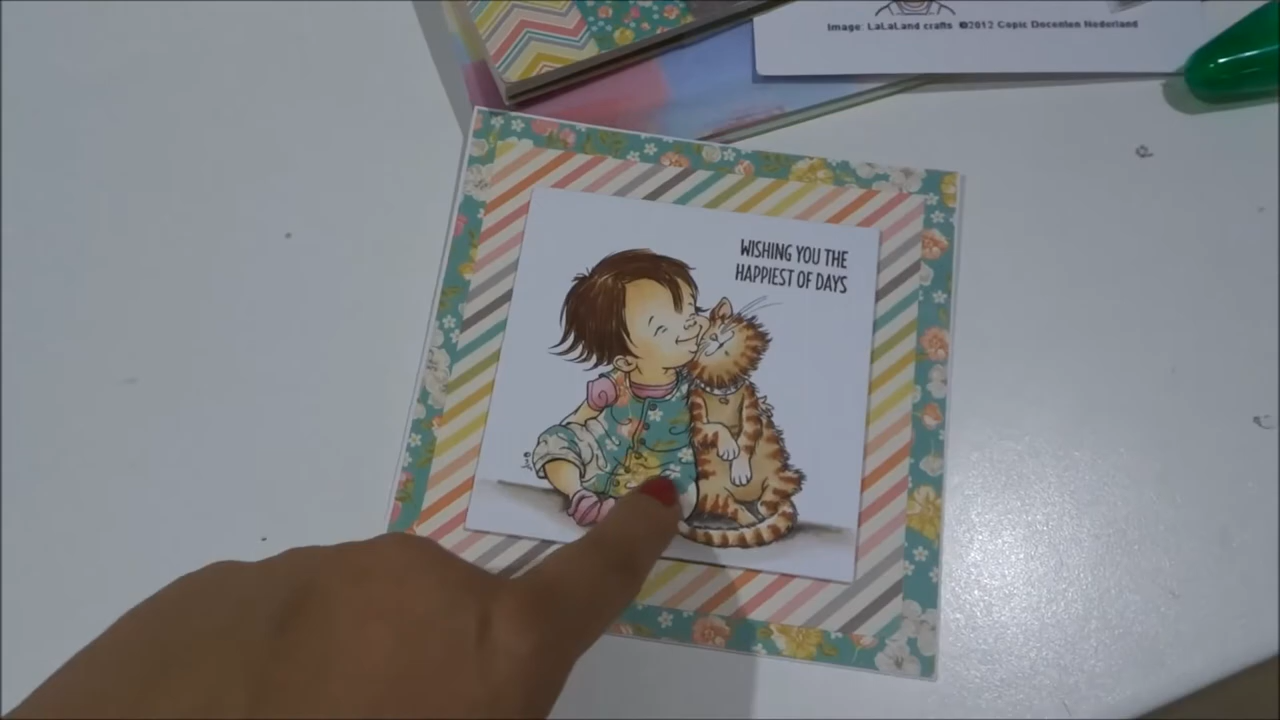 Image: LaLaLand crafts ©2012 Copic Docenten Nederland
WISHING YOU THE
HAPPIEST OF DAYS